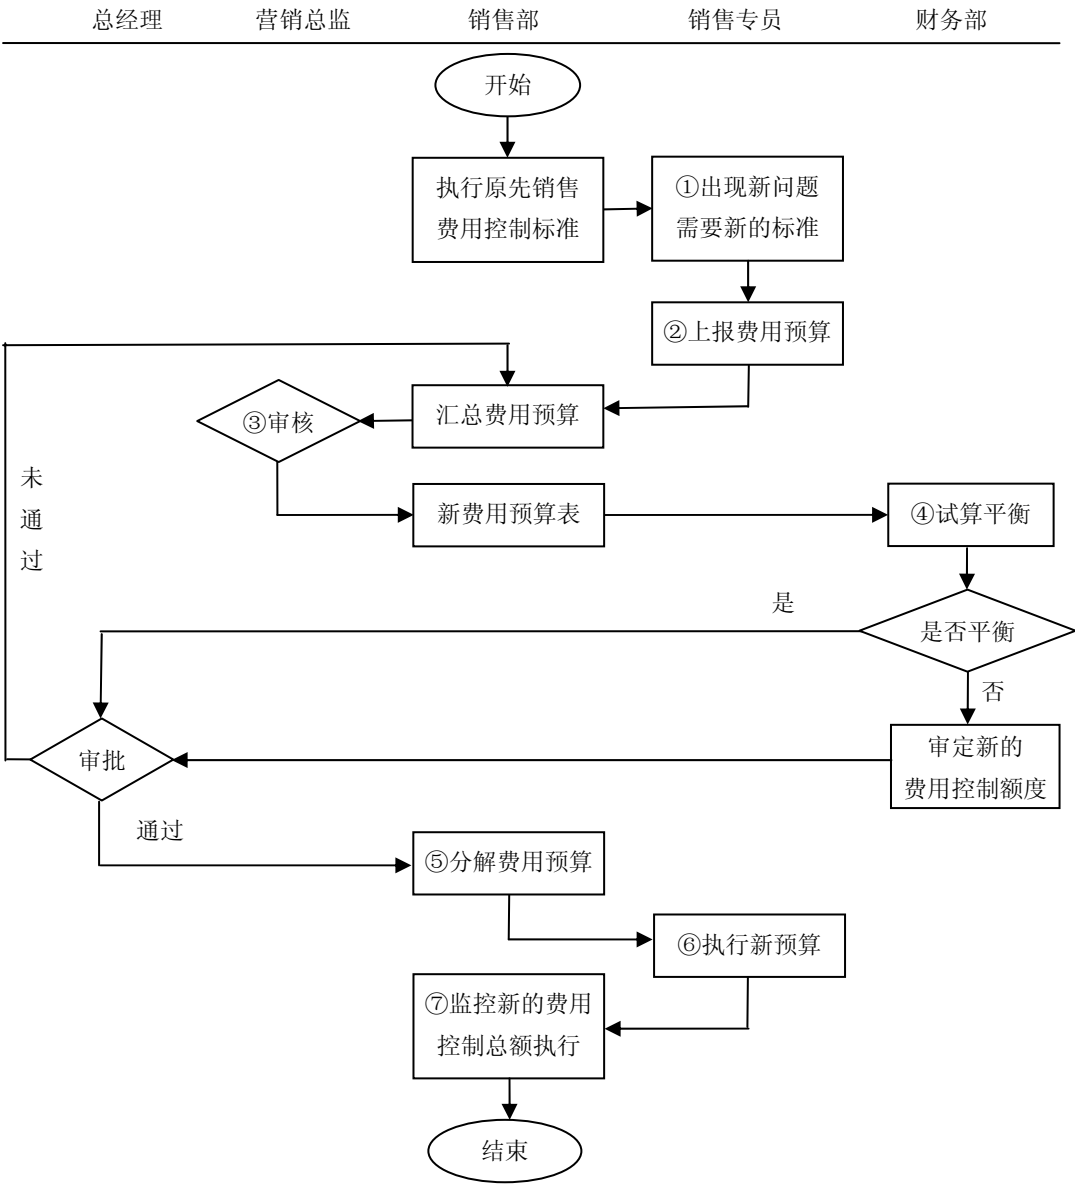 总经理 营销总监 销售部 销售专员 财务部
开始
执行原先销售
费用控制标准
①出现新问题
需要新的标准
②上报费用预算
汇总费用预算
③审核
未
通
过
新费用预算表
④试算平衡
是
是否平衡
否
审批
审定新的
费用控制额度
通过
⑤分解费用预算
⑥执行新预算
⑦监控新的费用
控制总额执行
结束